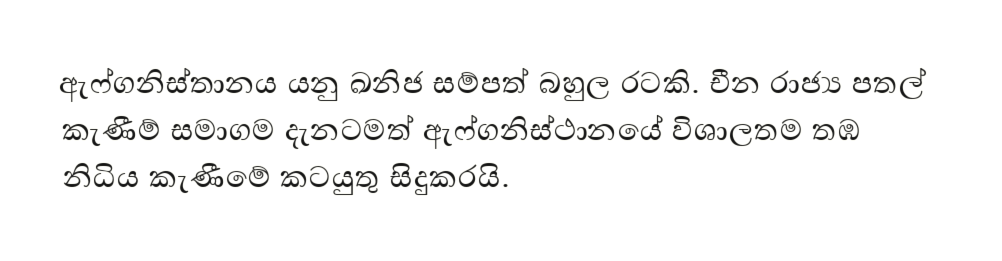 ඇෆ්ගනිස්තානය යනු ඛනිජ සම්පත් බහුල රටකි. චීන රාජ්‍ය පතල්
කැණීම් සමාගම දැනටමත් ඇෆ්ගනිස්ථානයේ විශාලතම තඹ
නිධිය කැණීමේ කටයුතු සිදුකරයි.